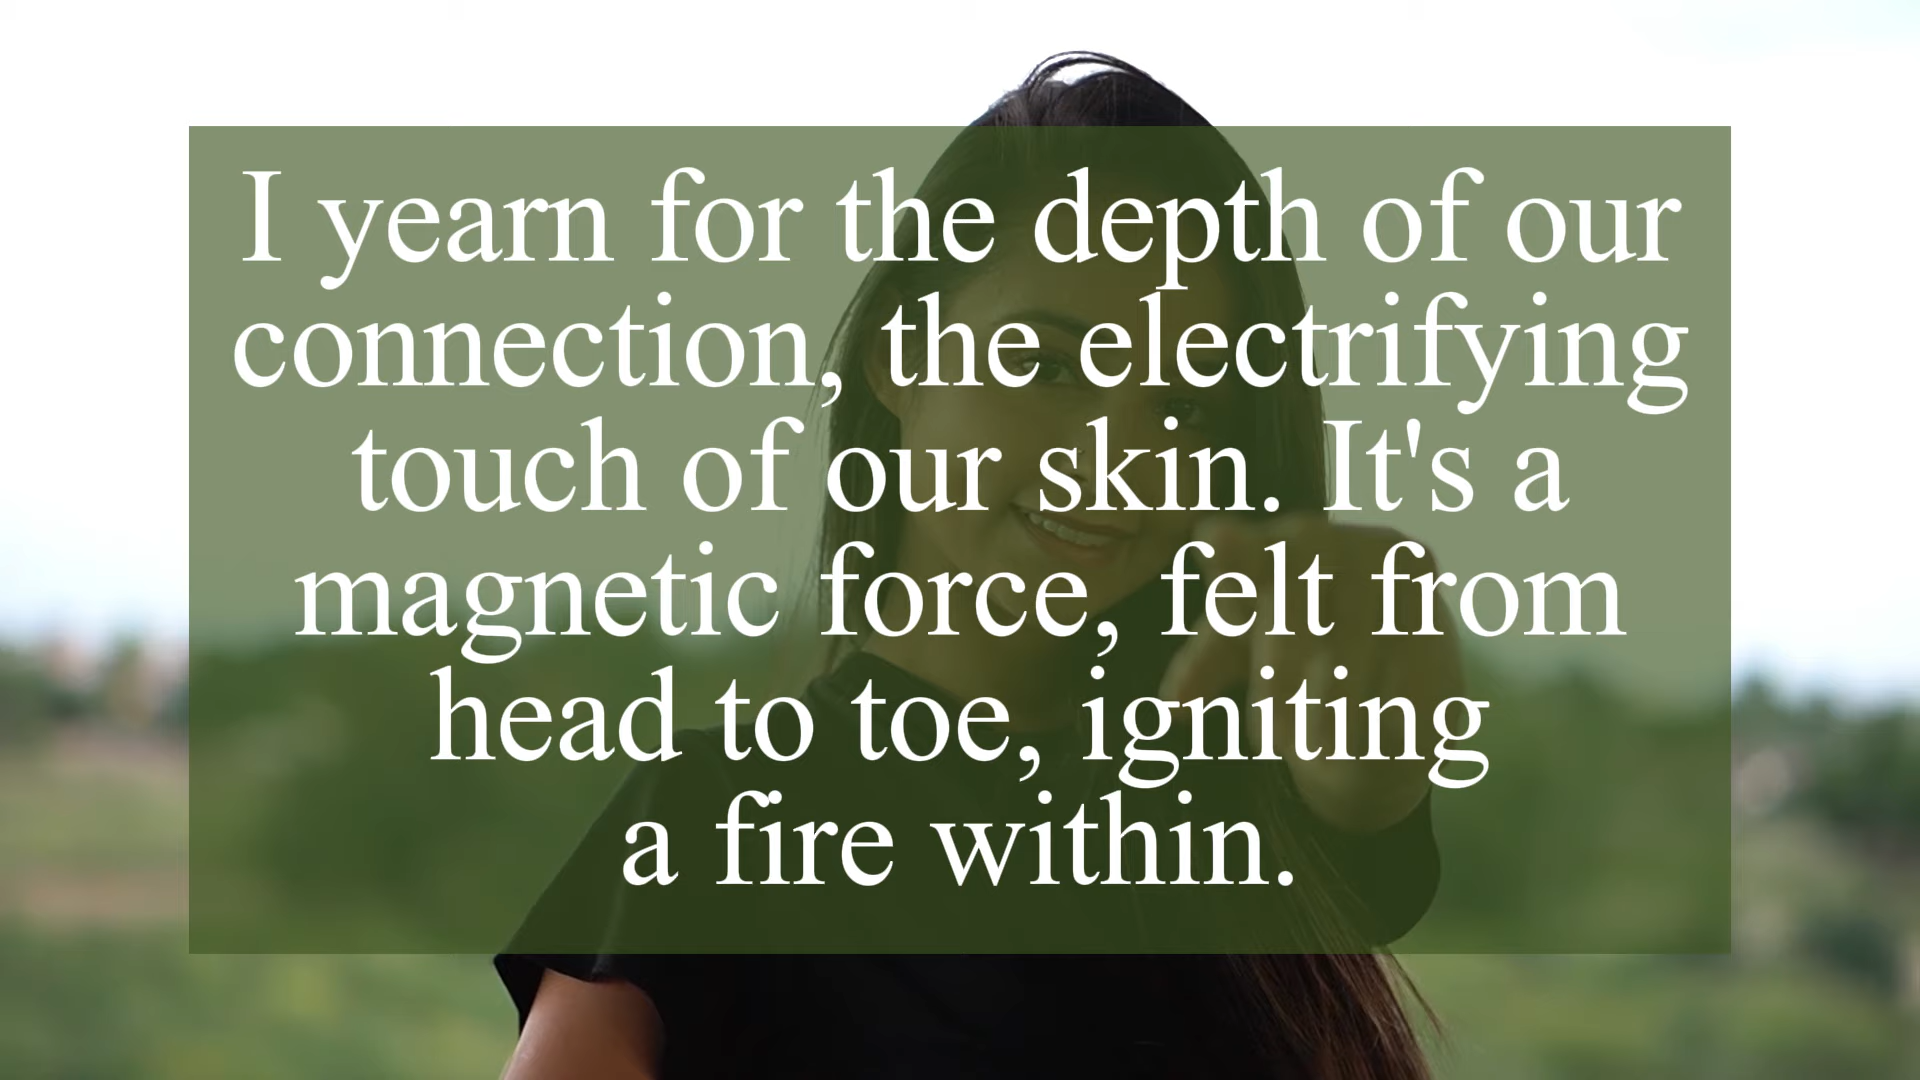 I yearn for the depth of our
connection, the electrifying
touch of our skin. It's a
magnetic force, felt from
head to toe, igniting
a fire within.